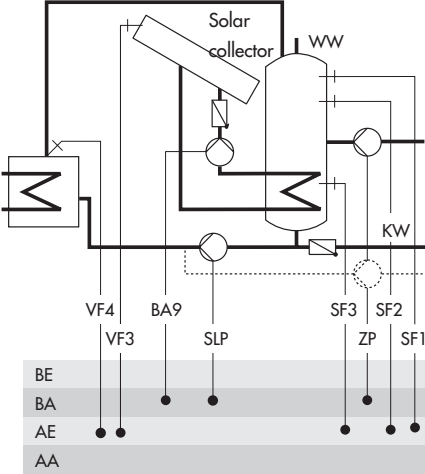 Solar
collector
WW
KW
VF4
BA9
SF3
SF2
VF3
SLP
ZP
SF1
BE
BA
AE
AA